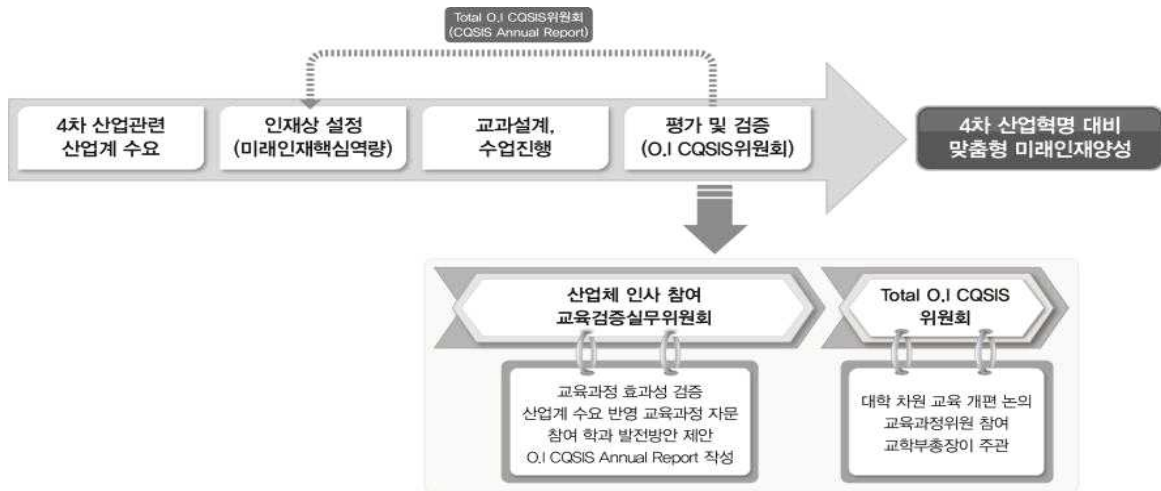 Total O.I CQSIS위원회
(CQSIS Annual Report)
4차 산업관련
산업계 수요
인재상 설정
(미래인재핵심역량)
교과설계,
수업진행
평가 및 검증
(O.I CQSIS위원회)
4차 산업혁명 대비
맞춤형 미래인재양성
산업체 인사 참여
교육검증실무위원회
교육과정 효과성 검증
산업계 수요 반영 교육과정 자문
참여 학과 발전방안 제안
O.I CQSIS Annual Report 작성
Total O.I CQSIS
위원회
대학 차원 교육 개편 논의
교육과정위원 참여
교학부총장이 주관